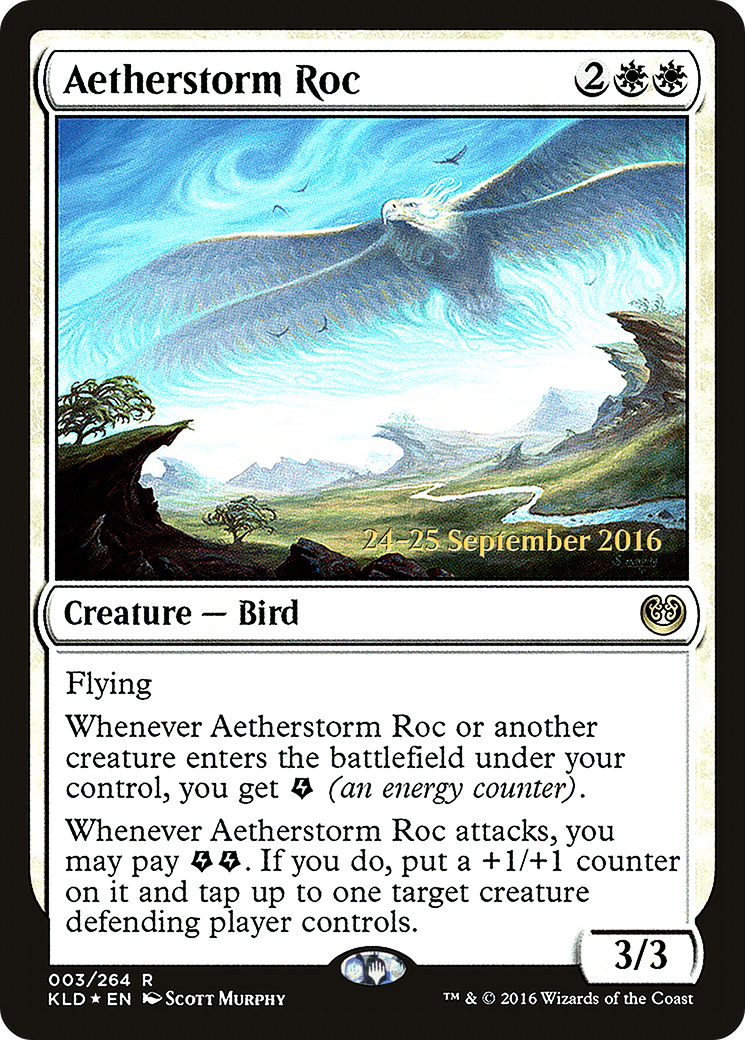 Aetherstorm Roc
2
24–25 September 2016
Creature — Bird
Flying
Whenever Aetherstorm Roc or another
creature enters the battlefield under your
control, you get (an energy counter).
Whenever Aetherstorm Roc attacks, you
may pay . If you do, put a +1/+1 counter
on it and tap up to one target creature
defending player controls.
3/3
003/264 R
KLD ★ EN Scott Murphy
™ & © 2016 Wizards of the Coast